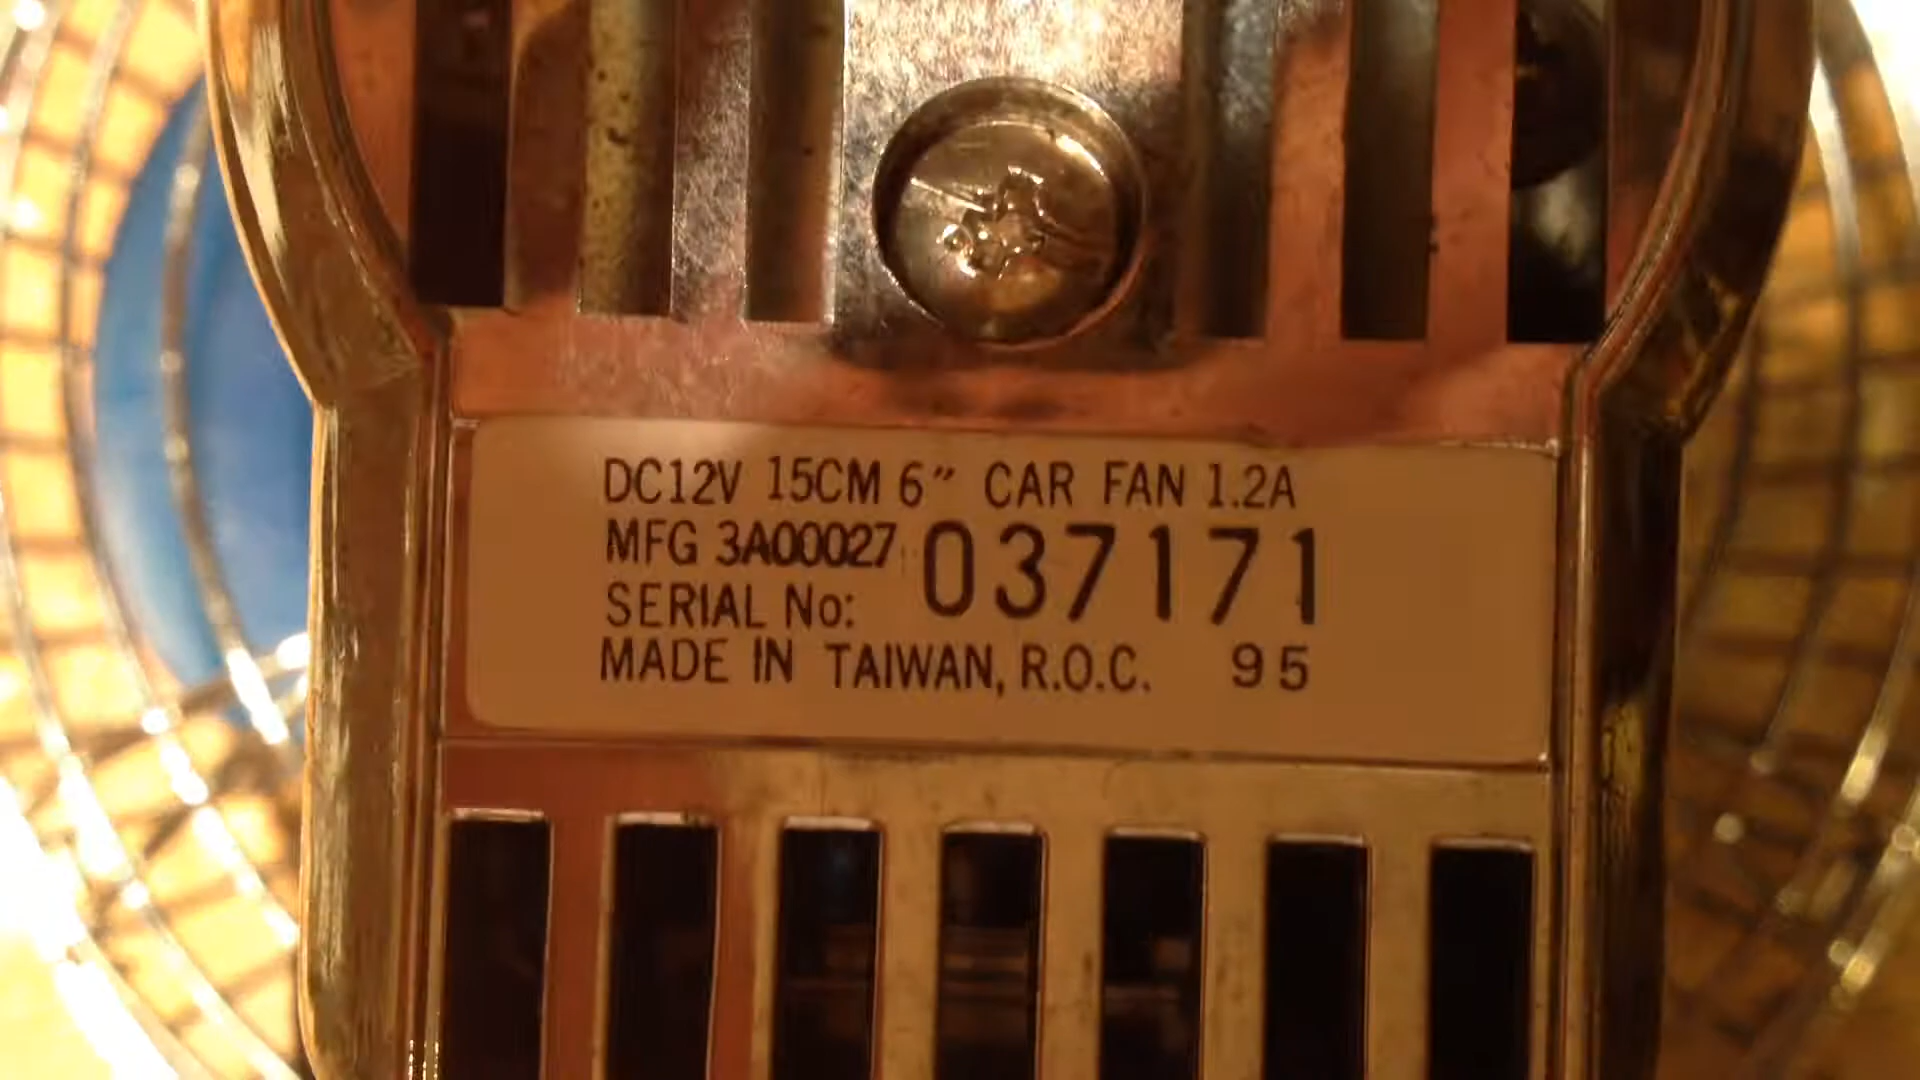 DC12V 15CM 6" CAR FAN 1.2A
MFG 3A00027 037171
SERIAL No:
MADE IN TAIWAN, R.O.C. 95